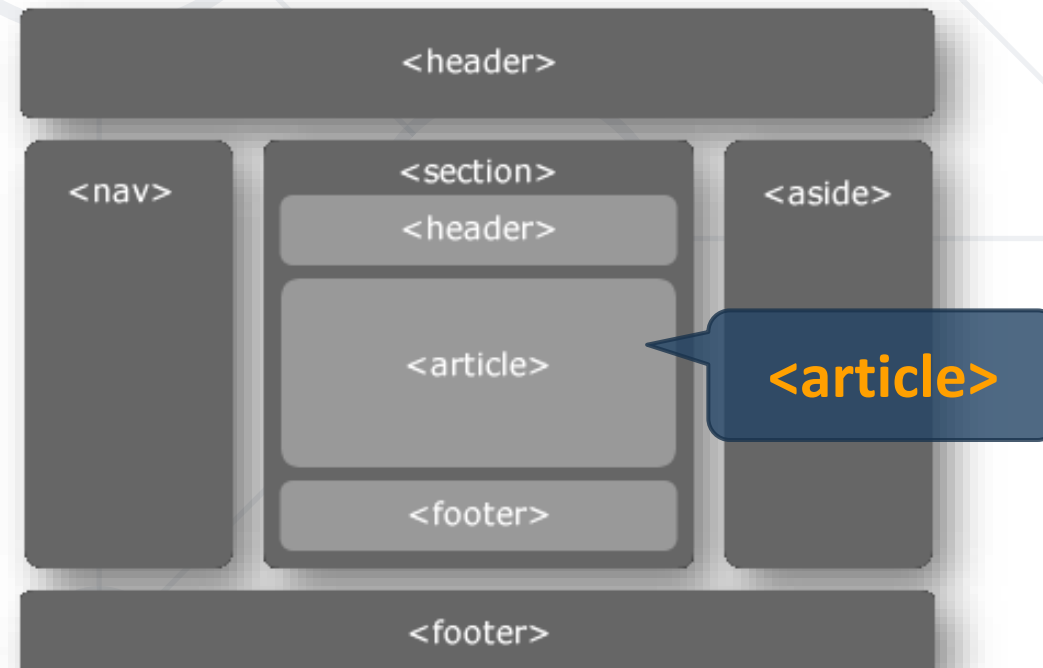 <header>
<nav>
<section>
<header>
<article>
<footer>
<aside>
<article>
<footer>